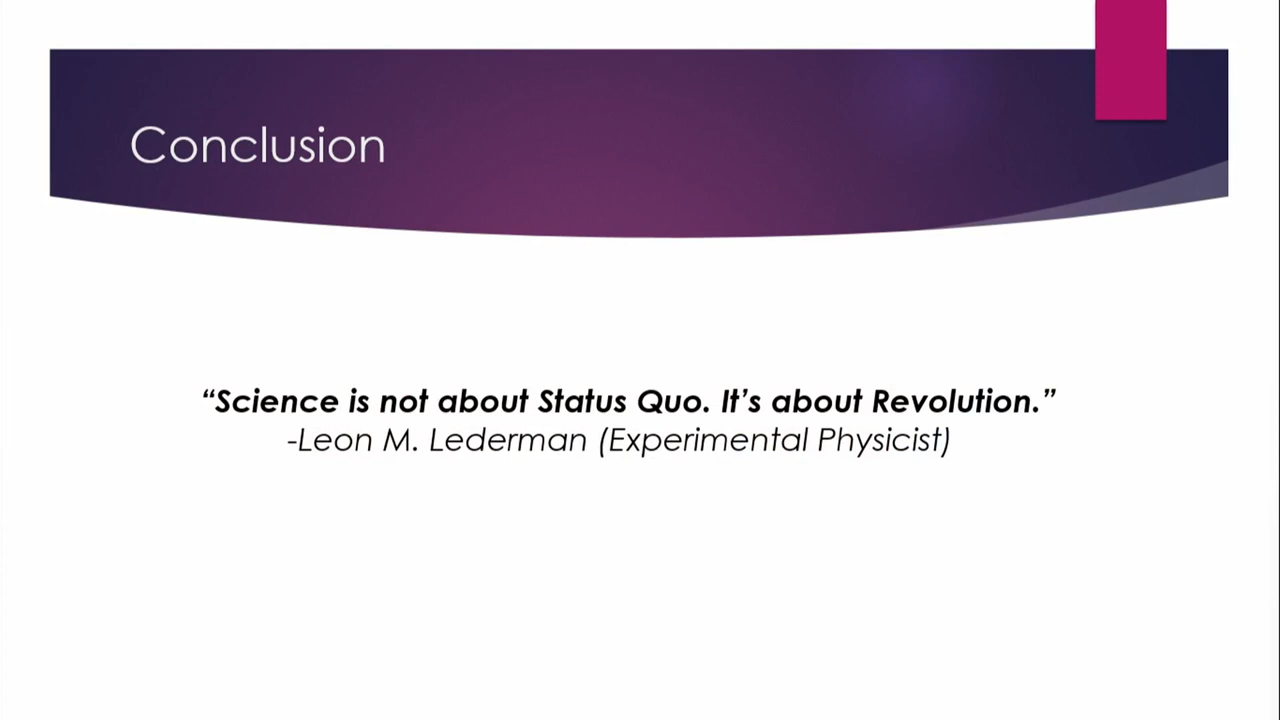 Conclusion
“Science is not about Status Quo. It’s about Revolution.”
-Leon M. Lederman (Experimental Physicist)